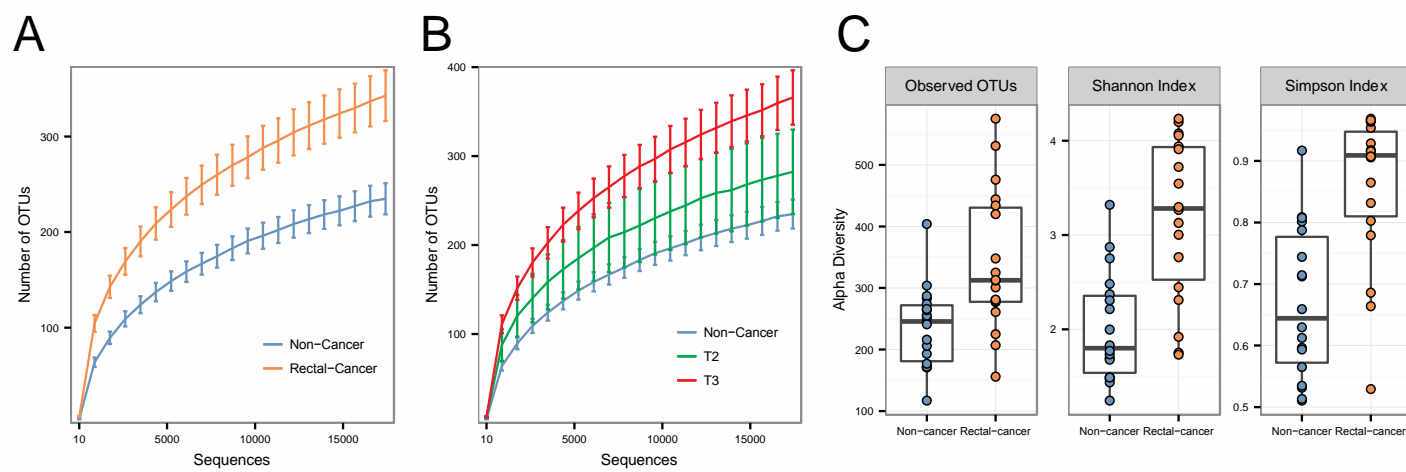 A
Number of OTUs
300
200
100
10
5000
10000
15000
Sequences
Non−Cancer
Rectal−Cancer
B
Number of OTUs
400
300
200
100
10
5000
10000
15000
Sequences
Non−Cancer
T2
T3
C
Alpha Diversity
Observed OTUs
500
400
300
200
100
Non−cancer
Rectal−cancer
Shannon Index
4
3
2
Non−cancer
Rectal−cancer
Simpson Index
0.9
0.8
0.7
0.6
0.5
Non−cancer
Rectal−cancer